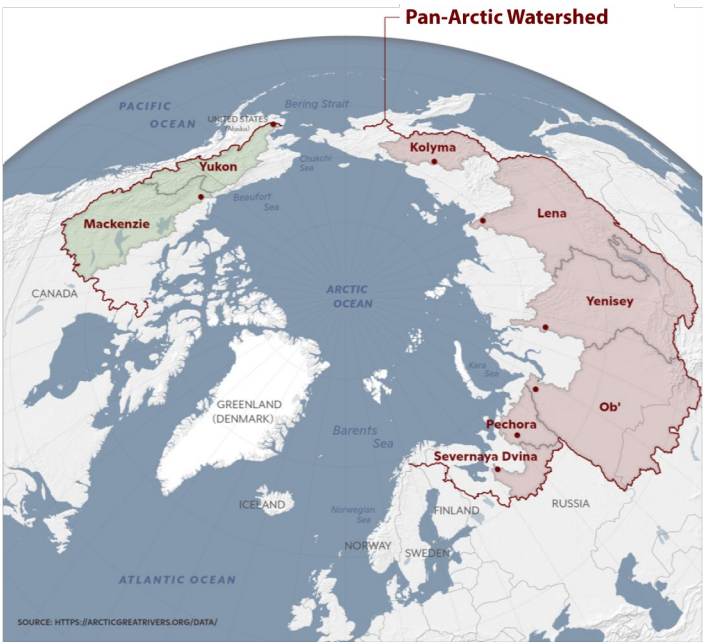 Pan-Arctic Watershed
PACIFIC
OCEAN
Bering Strait
UNITED STATES
(Alaska)
Kolyma
Yukon
Chukchi
Sea
Beaufort
Sea
Lena
Mackenzie
CANADA
ARCTIC
OCEAN
Yenisey
Kara
Sea
GREENLAND
(DENMARK)
Ob'
Barents
Sea
Pechora
Severnaya Dvina
ICELAND
Norwegian
Sea
FINLAND
RUSSIA
NORWAY
SWEDEN
ATLANTIC OCEAN
SOURCE: HTTPS://ARCTICGREATRIVERS.ORG/DATA/